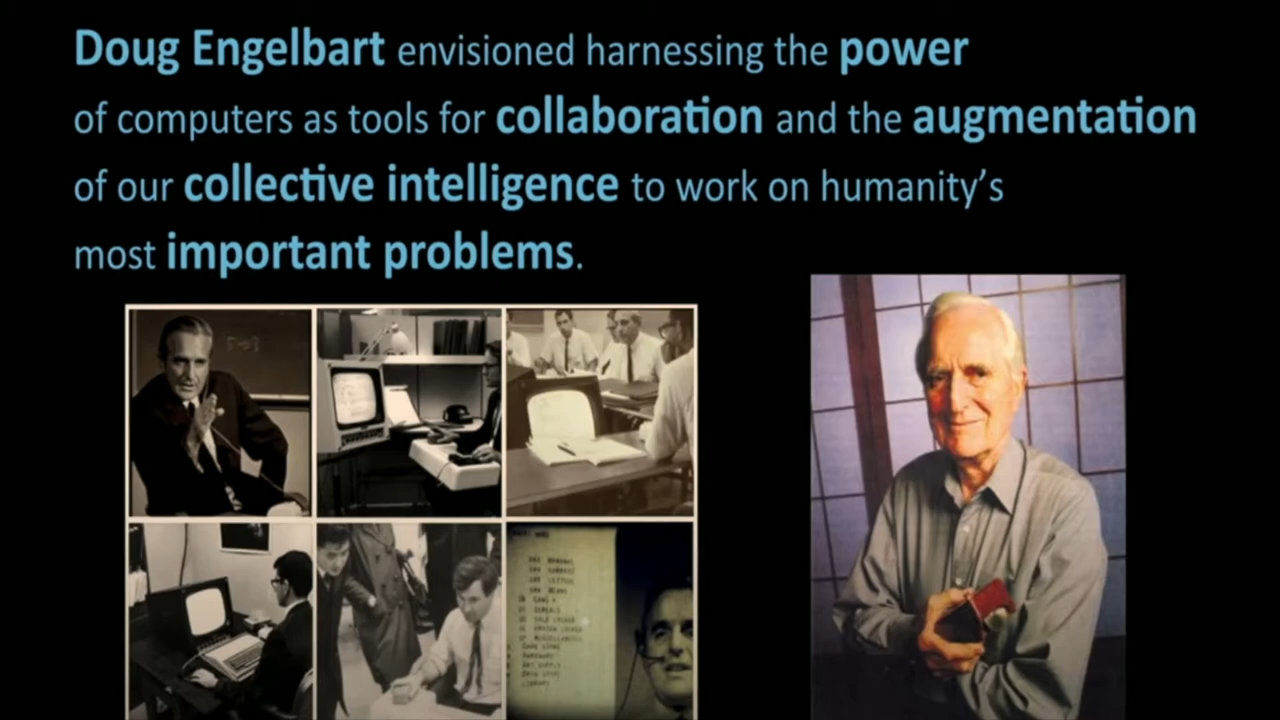 Doug Engelbart envisioned harnessing the power
of computers as tools for collaboration and the augmentation
of our collective intelligence to work on humanity’s
most important problems.